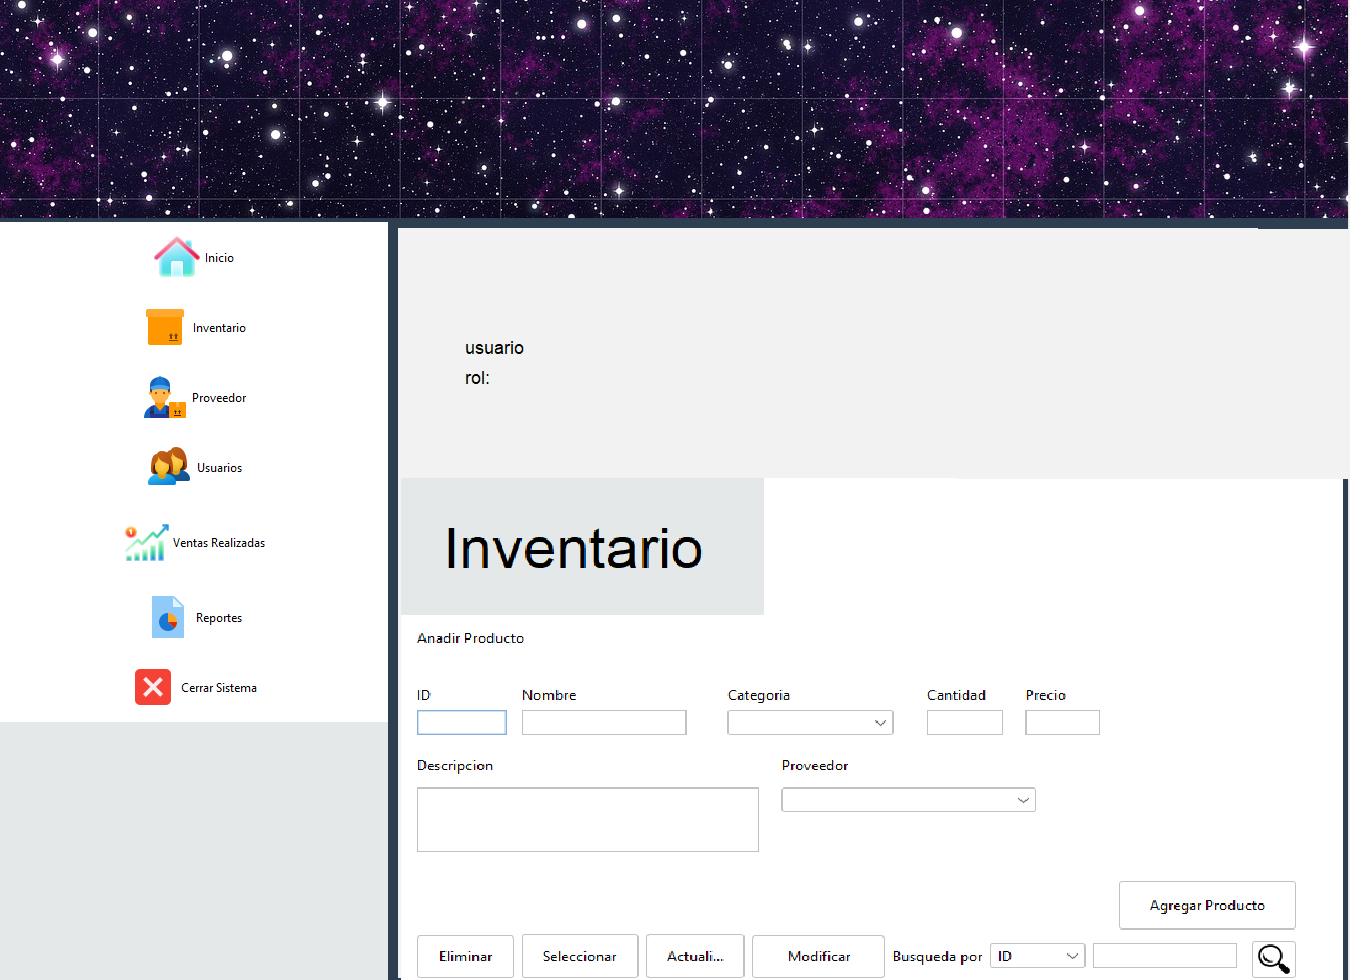 Inicio
Inventario
Proveedor
Usuarios
Ventas Realizadas
Reportes
Cerrar Sistema
usuario
rol:
Inventario
Anadir Producto
ID Nombre Categoria Cantidad Precio
Descripcion Proveedor
Agregar Producto
Eliminar Seleccionar Actuali... Modificar Busqueda por ID